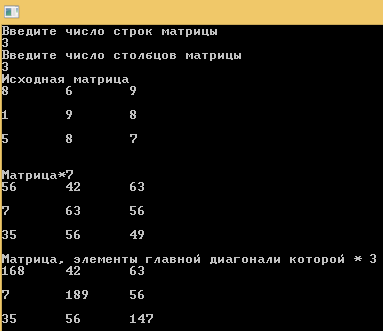 Введите число строк матрицы
3
Введите число столбцов матрицы
3
Исходная матрица
8 6 9
1 9 8
5 8 7
Матрица*7
56 42 63
7 63 56
35 56 49
Матрица, элементы главной диагонали которой * 3
168 42 63
7 189 56
35 56 147